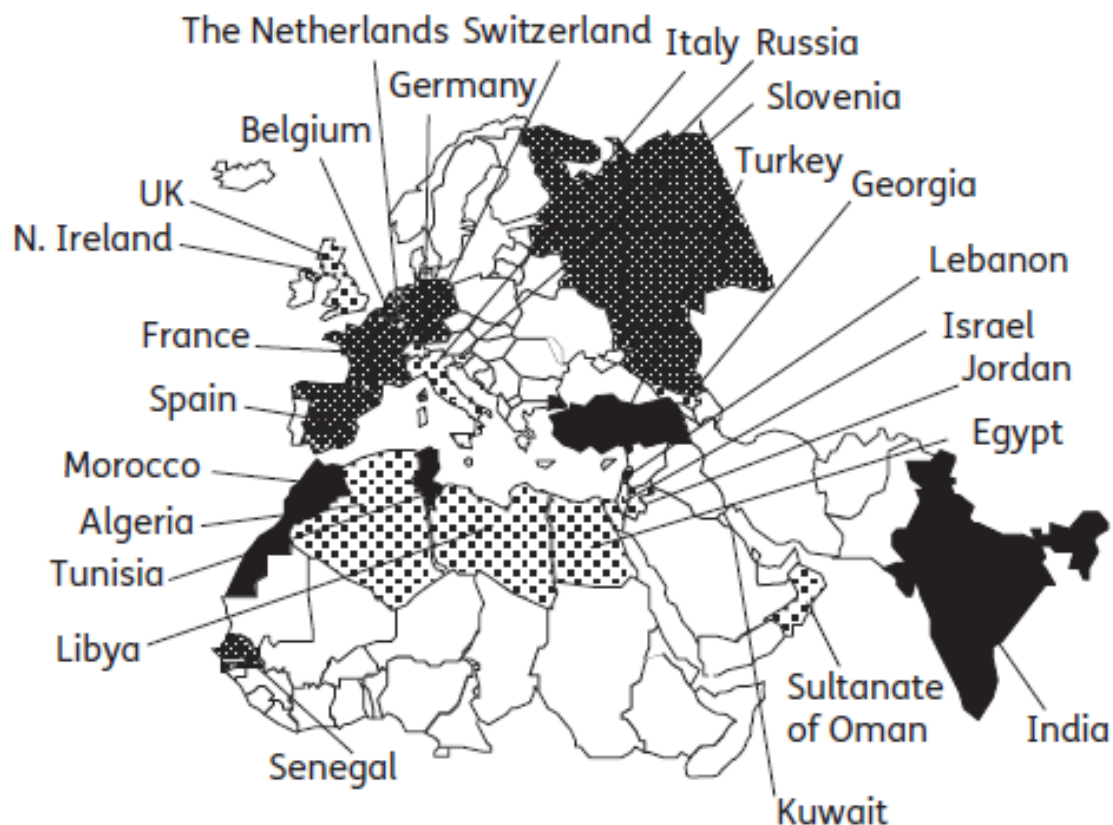 The Netherlands
Switzerland
Italy
Russia
Germany
Slovenia
Belgium
Turkey
Georgia
UK
N. Ireland
Lebanon
Israel
France
Jordan
Spain
Egypt
Morocco
Algeria
Tunisia
Libya
Sultanate
of Oman
India
Senegal
Kuwait